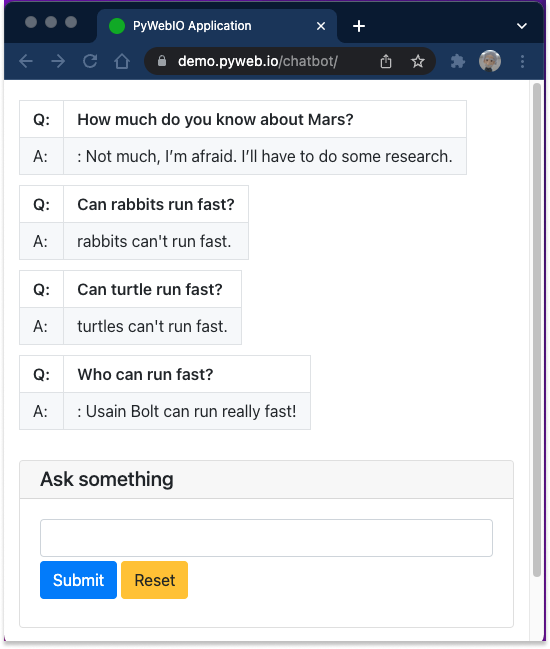 PyWebIO Application
demo.pyweb.io/chatbot/
Q: How much do you know about Mars?
A: : Not much, I’m afraid. I’ll have to do some research.
Q: Can rabbits run fast?
A: rabbits can't run fast.
Q: Can turtle run fast?
A: turtles can't run fast.
Q: Who can run fast?
A: : Usain Bolt can run really fast!
Ask something
Submit Reset